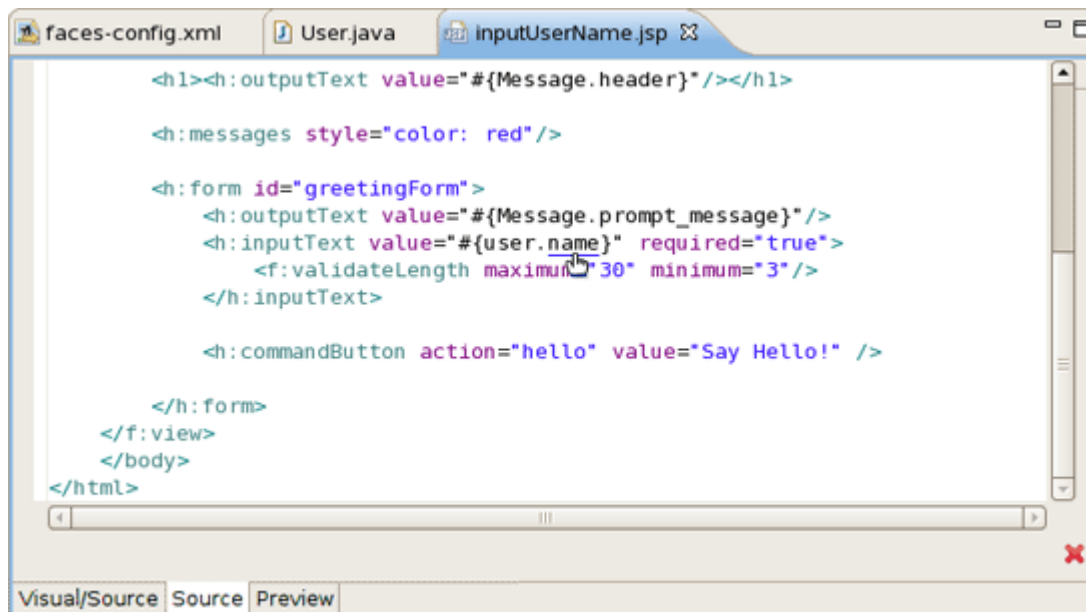 faces-config.xml User.java inputUserName.jsp
<h1><h:outputText value="#{Message.header}"/></h1>
<h:messages style="color: red"/>
<h:form id="greetingForm">
<h:outputText value="#{Message.prompt_message}"/>
<h:inputText value="#{user.name}" required="true">
<f:validateLength maximum="30" minimum="3"/>
</h:inputText>
<h:commandButton action="hello" value="Say Hello!" />
</h:form>
</f:view>
</body>
</html>
Visual/Source Source Preview